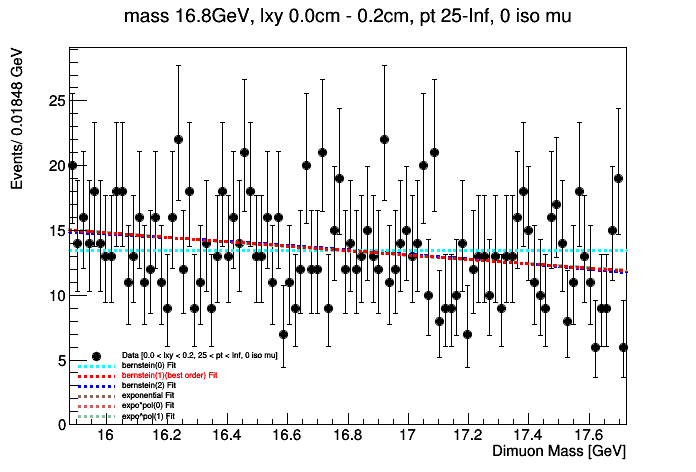 mass 16.8GeV, lxy 0.0cm - 0.2cm, pt 25-Inf, 0 iso mu
Events/ 0.01848 GeV
25
20
15
10
5
0
Data [0.0 < lxy < 0.2, 25 < pt < Inf, 0 iso mu]
bernstein(0) Fit
bernstein(1)(best order) Fit
bernstein(2) Fit
exponential Fit
expo*pol(0) Fit
expo*pol(1) Fit
16 16.2 16.4 16.6 16.8 17 17.2 17.4 17.6
Dimuon Mass [GeV]